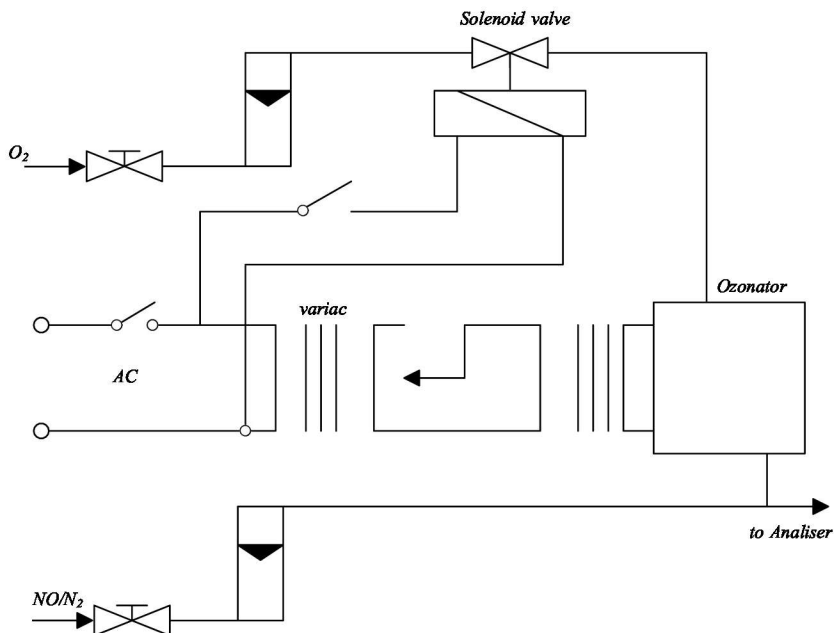 Solenoid valve
O₂
Ozonator
variac
AC
to Analiser
NO/N₂